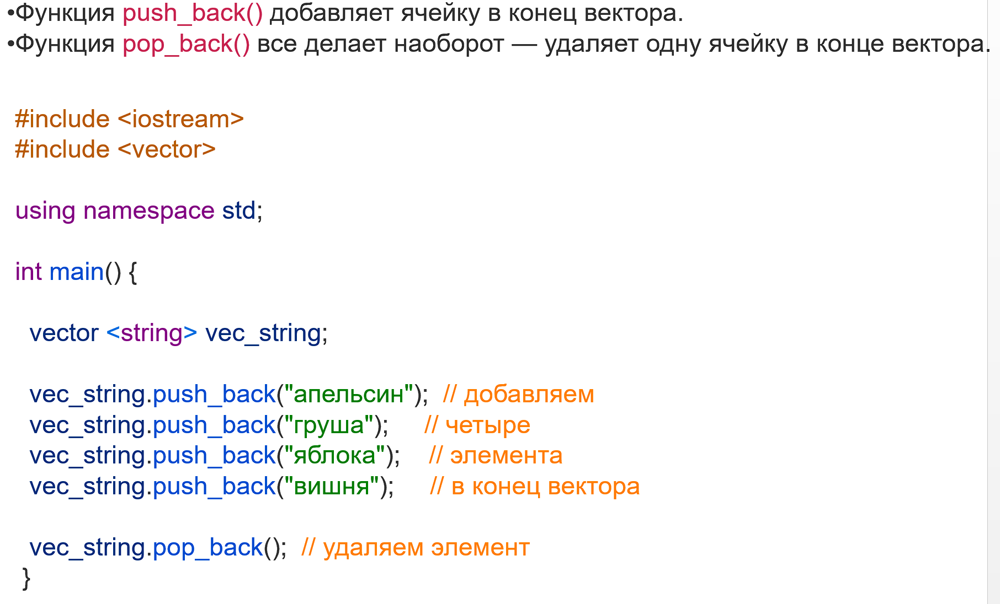 •Функция push_back() добавляет ячейку в конец вектора.
•Функция pop_back() все делает наоборот — удаляет одну ячейку в конце вектора.
#include <iostream>
#include <vector>
using namespace std;
int main() {
vector <string> vec_string;
vec_string.push_back("апельсин"); // добавляем
vec_string.push_back("груша"); // четыре
vec_string.push_back("яблока"); // элемента
vec_string.push_back("вишня"); // в конец вектора
vec_string.pop_back(); // удаляем элемент
}